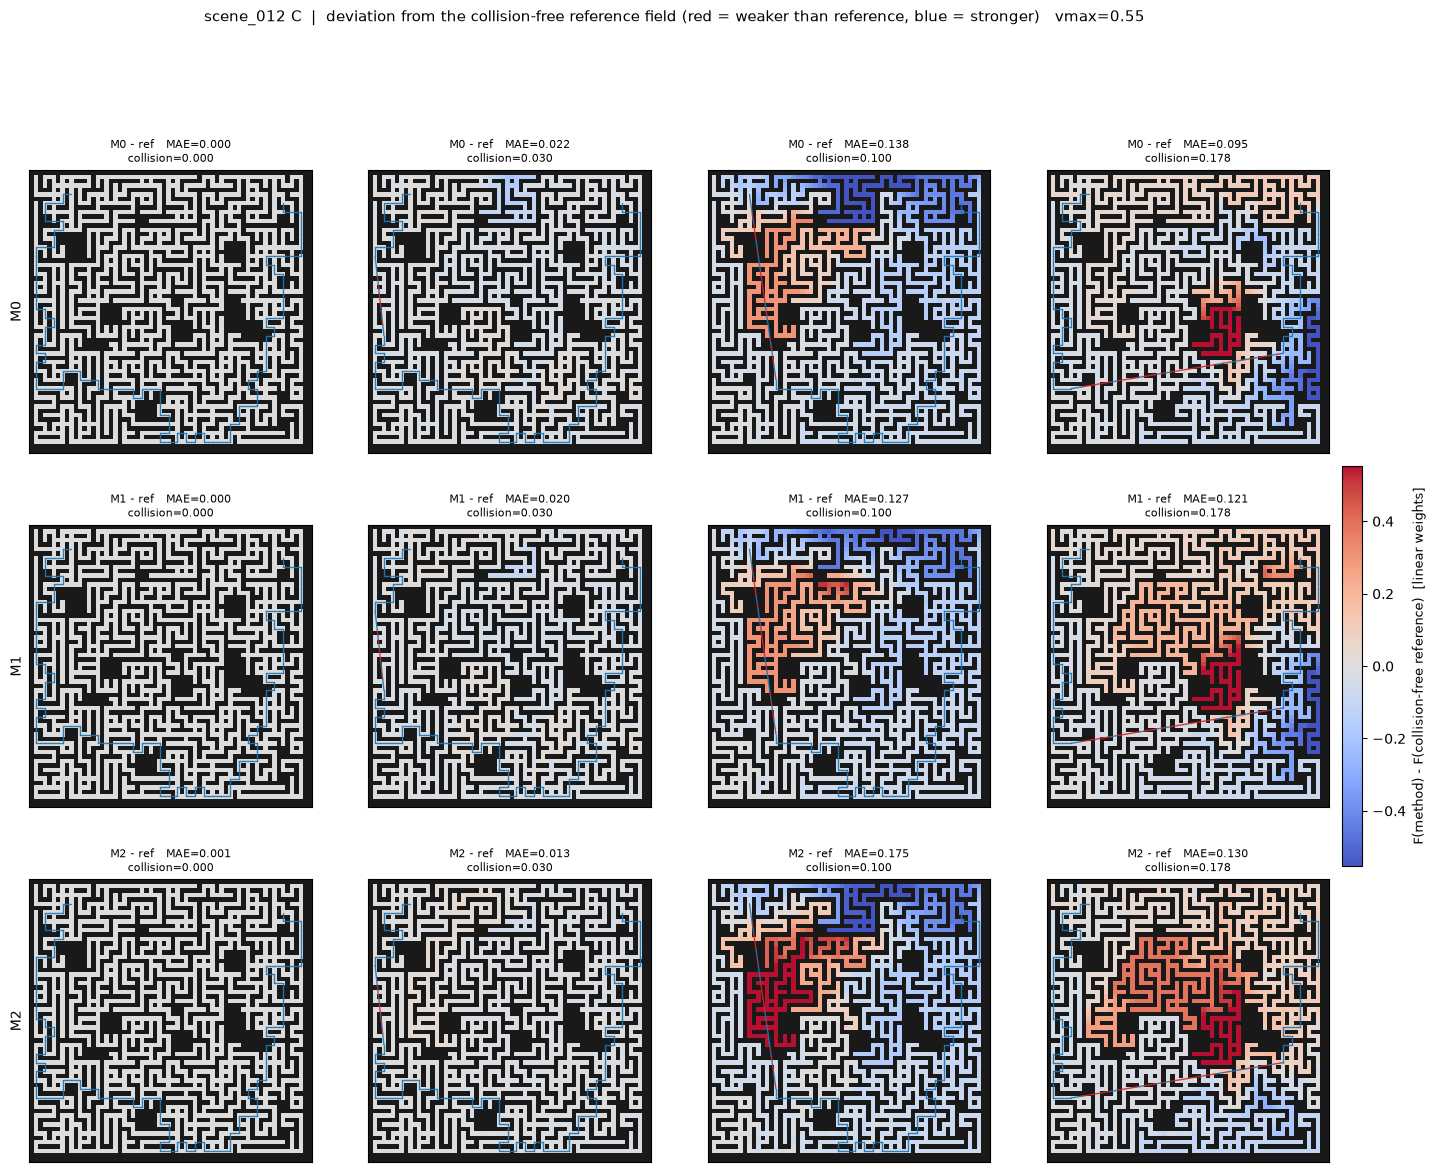 scene_012 C  |  deviation from the collision-free reference field (red = weaker than reference, blue = stronger)   vmax=0.55
M0 - ref   MAE=0.000
collision=0.000
M0 - ref   MAE=0.022
collision=0.030
M0 - ref   MAE=0.138
collision=0.100
M0 - ref   MAE=0.095
collision=0.178
M0
M1 - ref   MAE=0.000
collision=0.000
M1 - ref   MAE=0.020
collision=0.030
M1 - ref   MAE=0.127
collision=0.100
M1 - ref   MAE=0.121
collision=0.178
M1
M2 - ref   MAE=0.001
collision=0.000
M2 - ref   MAE=0.013
collision=0.030
M2 - ref   MAE=0.175
collision=0.100
M2 - ref   MAE=0.130
collision=0.178
M2
0.4
0.2
0.0
−0.2
−0.4
F(method) - F(collision-free reference)  [linear weights]